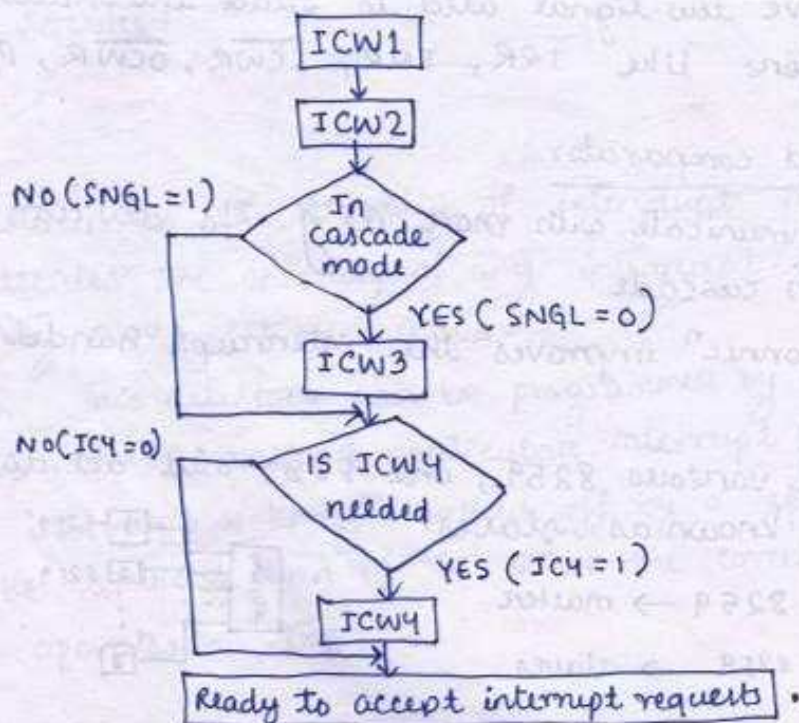 ICW1
ICW2
NO (SNGL=1)
In
cascade
mode
YES (SNGL=0)
ICW3
NO(IC4=0)
IS ICW4
needed
YES (IC4=1)
ICW4
Ready to accept interrupt requests.